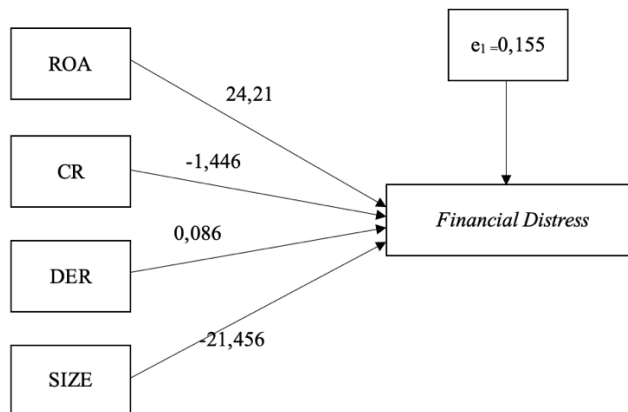 e₁ =0,155
ROA
24,21
CR
-1,446
Financial Distress
0,086
DER
-21,456
SIZE